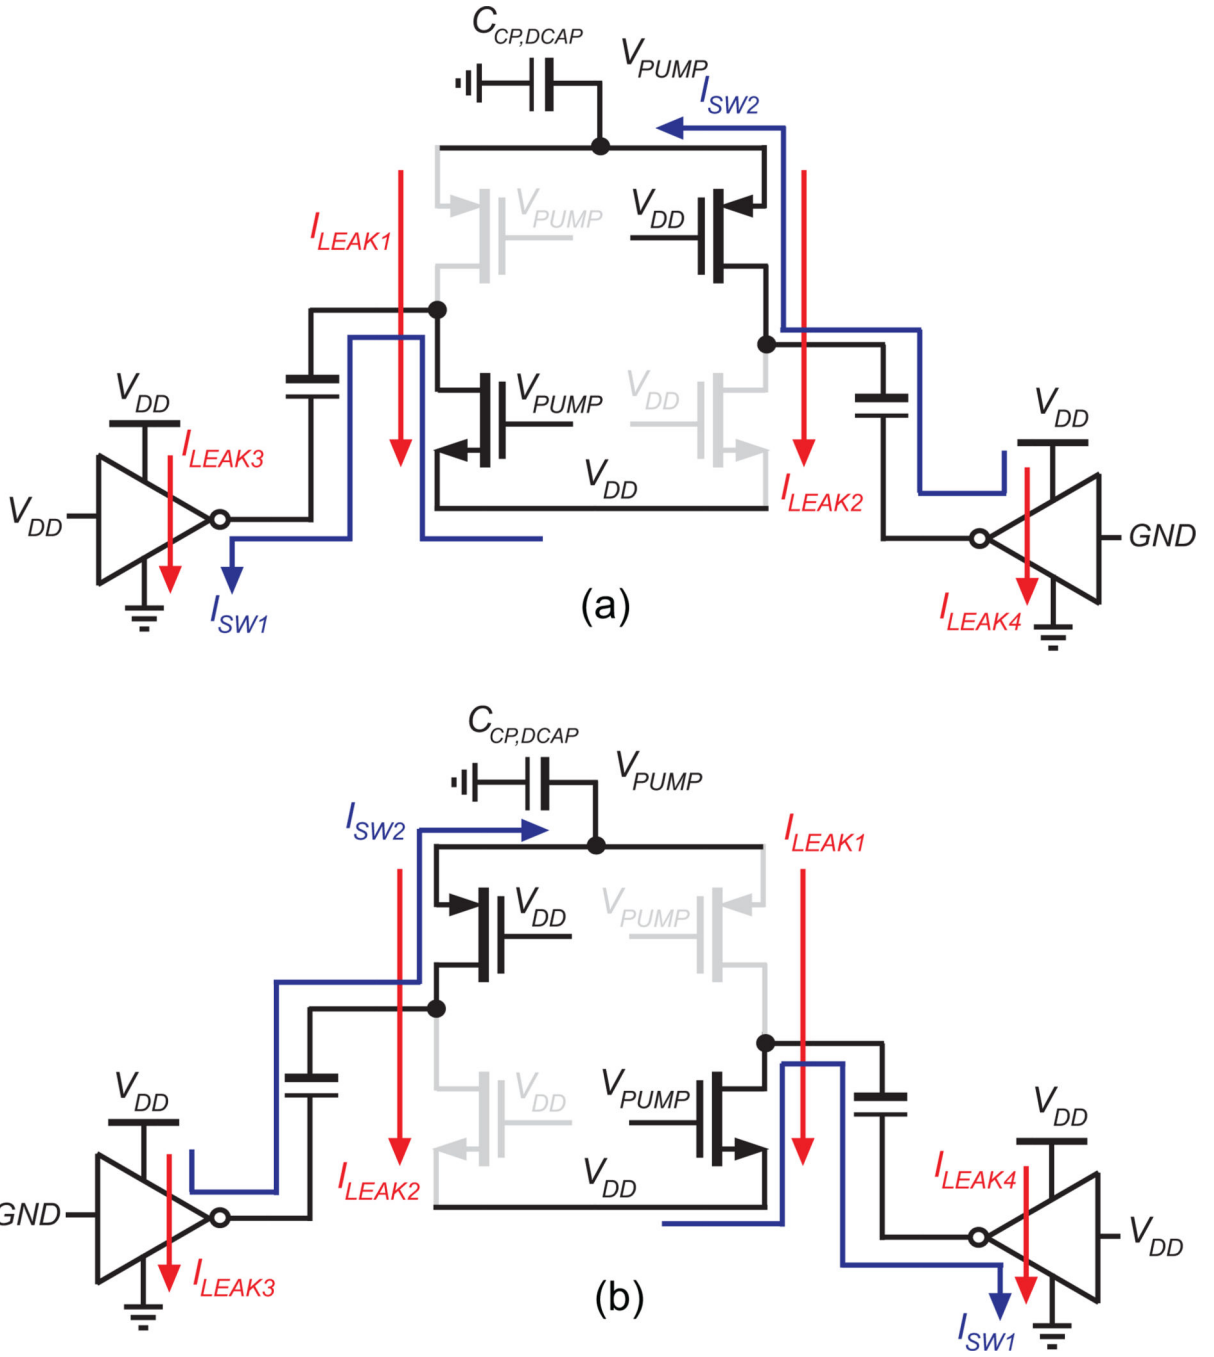 C_CP,DCAP
V_PUMP
I_SW2
I_LEAK1
V_PUMP
V_DD
V_DD
I_LEAK3
V_PUMP
V_DD
V_DD
V_DD
V_DD
I_LEAK2
GND
I_SW1
(a)
I_LEAK4
C_CP,DCAP
V_PUMP
I_SW2
I_LEAK1
V_DD
V_PUMP
V_DD
V_DD
V_PUMP
V_DD
I_LEAK2
V_DD
I_LEAK4
GND
V_DD
I_LEAK3
(b)
I_SW1